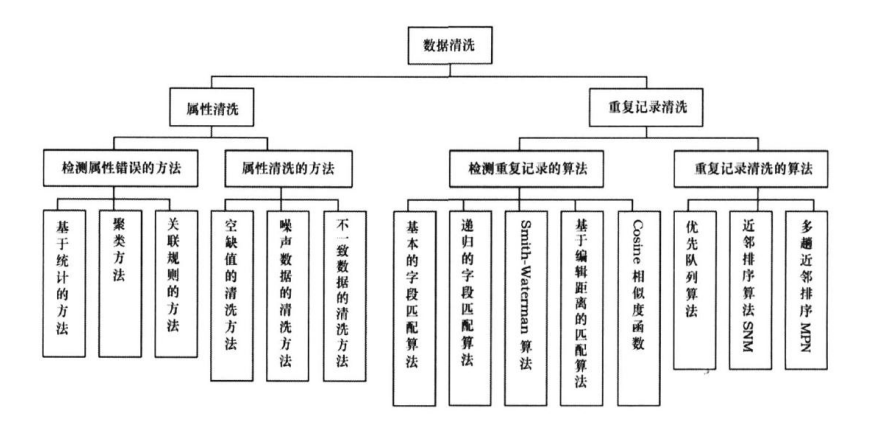 数据清洗
属性清洗
重复记录清洗
检测属性错误的方法
属性清洗的方法
检测重复记录的算法
重复记录清洗的算法
基于统计的方法
聚类方法
关联规则的方法
空缺值的清洗方法
噪声数据的清洗方法
不一致数据的清洗方法
基本的字段匹配算法
递归的字段匹配算法
Smith-Waterman 算法
基于编辑距离的匹配算法
Cosine 相似度函数
优先队列算法
近邻排序算法 SNM
多趟近邻排序 MPN